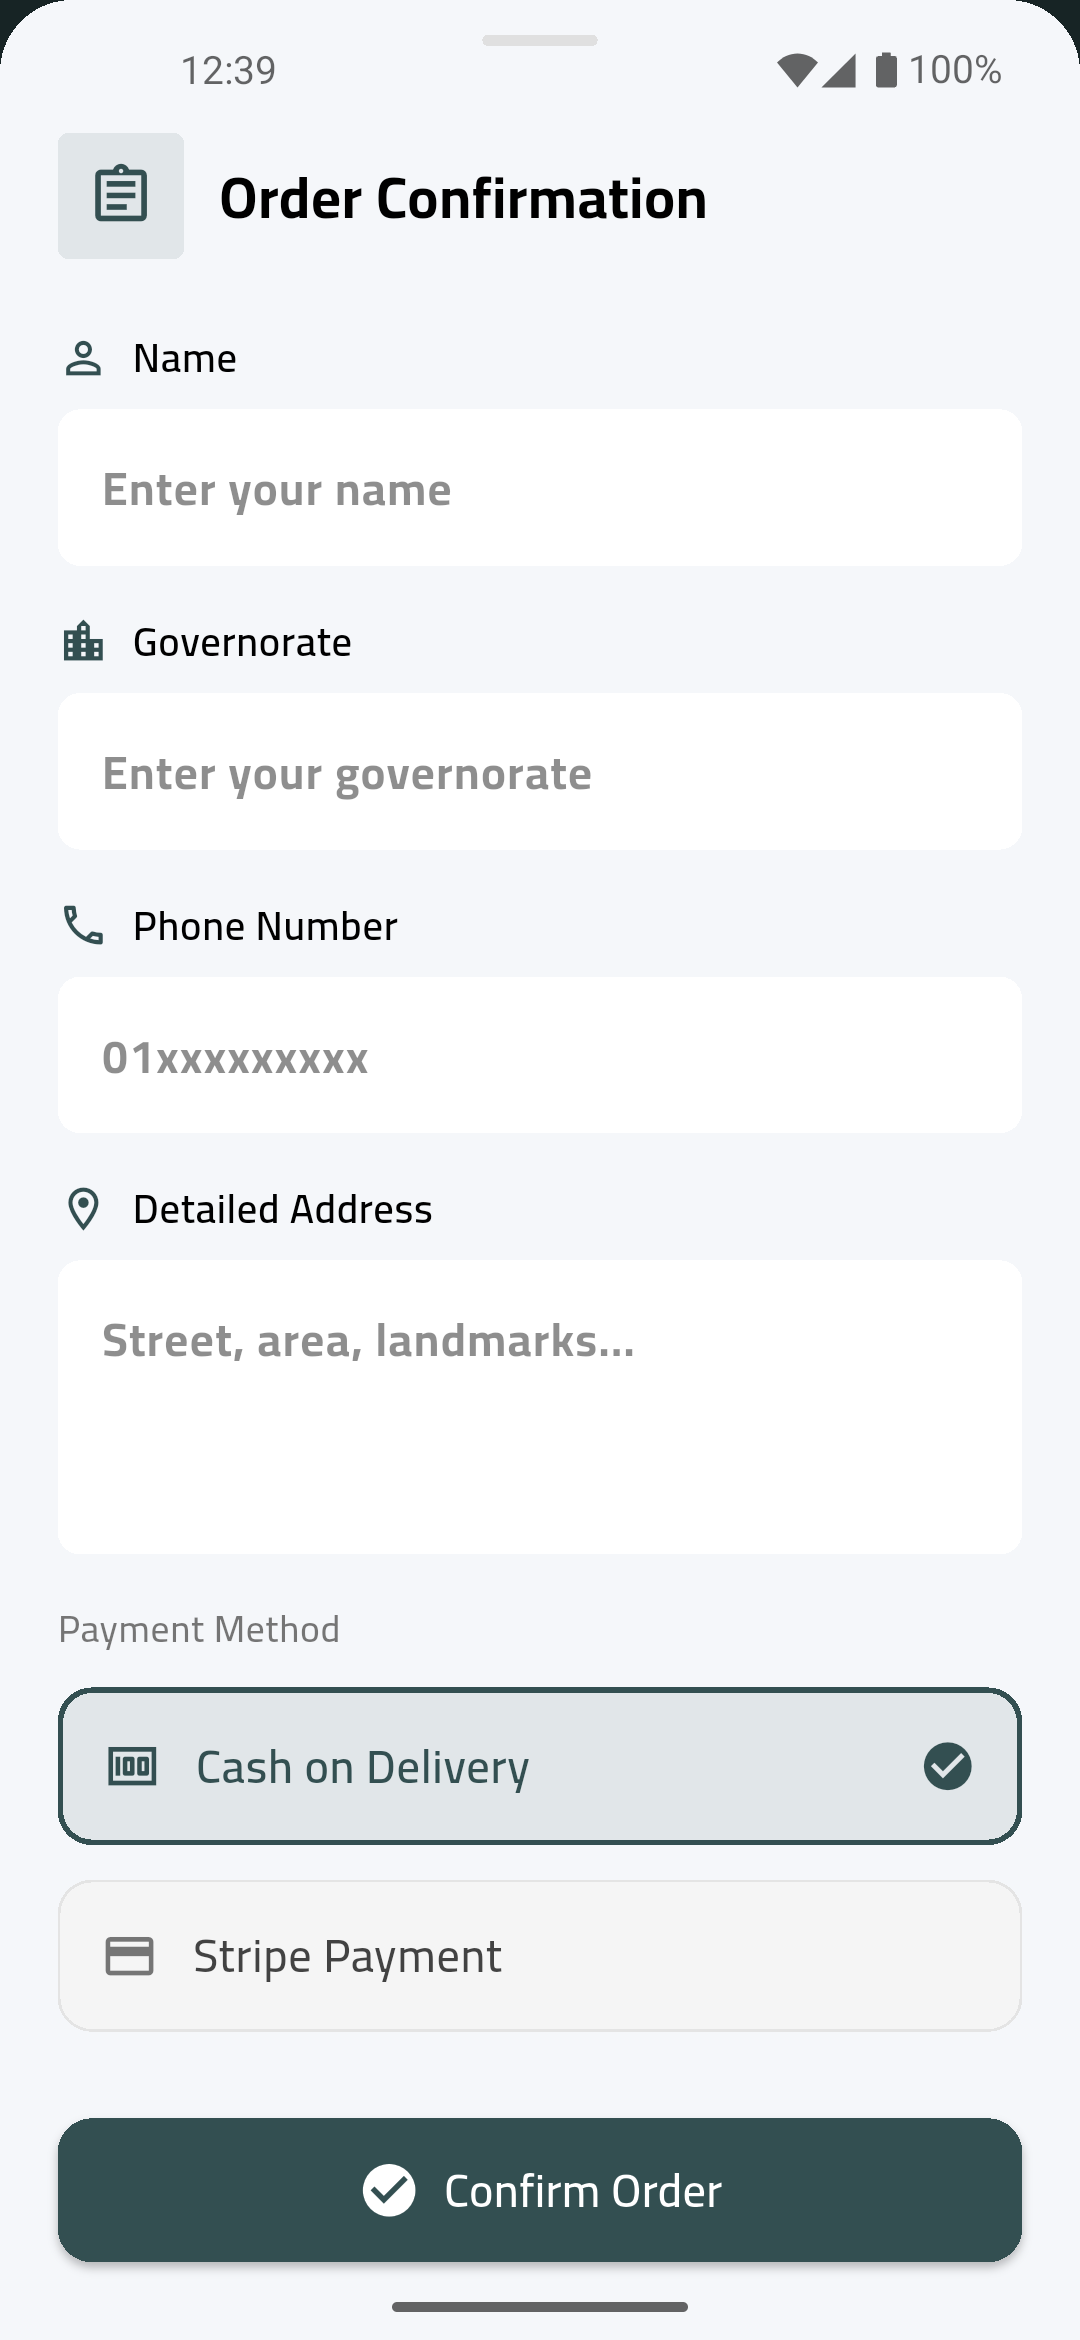 12:39
100%
Order Confirmation
Name
Enter your name
Governorate
Enter your governorate
Phone Number
01xxxxxxxxx
Detailed Address
Street, area, landmarks...
Payment Method
Cash on Delivery
Stripe Payment
Confirm Order